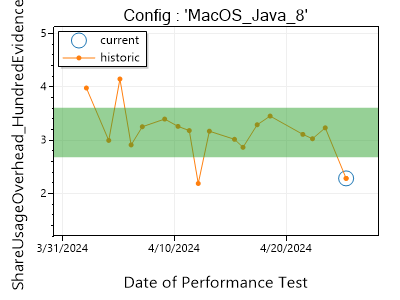 Config : 'MacOS_Java_8'
current
historic
ShareUsageOverhead_HundredEvidence
5
4
3
2
3/31/2024
4/10/2024
4/20/2024
Date of Performance Test